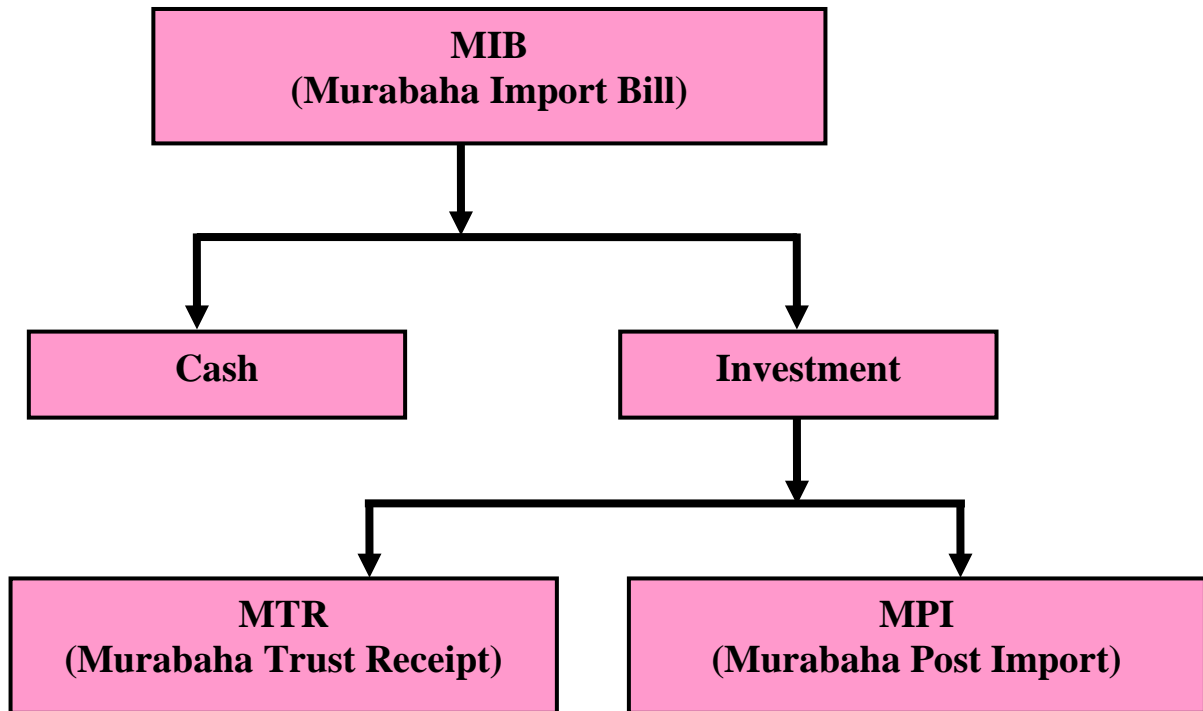 MIB
(Murabaha Import Bill)
Cash
Investment
MTR
(Murabaha Trust Receipt)
MPI
(Murabaha Post Import)